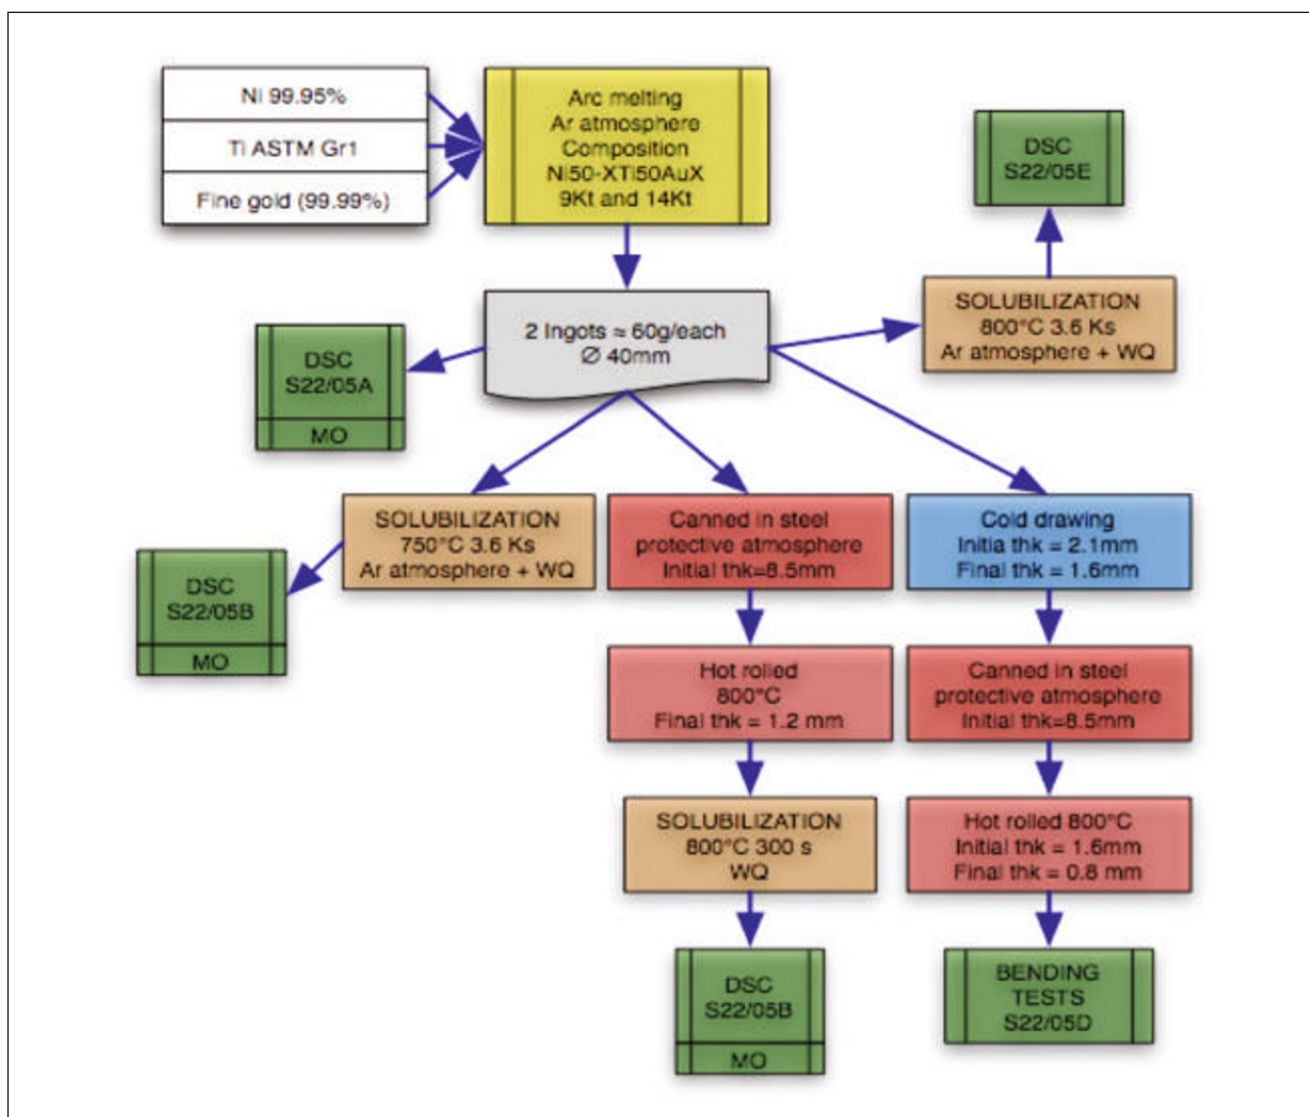 Ni 99.95%
Ti ASTM Gr1
Fine gold (99.99%)
Arc melting
Ar atmosphere
Composition
Ni50-XTi50AuX
9Kt and 14Kt
DSC
S22/05E
SOLUBILIZATION
800°C 3.6 Ks
Ar atmosphere + WQ
2 Ingots ≈ 60g/each
Ø 40mm
DSC
S22/05A
MO
SOLUBILIZATION
750°C 3.6 Ks
Ar atmosphere + WQ
Canned in steel
protective atmosphere
Initial thk=8.5mm
Cold drawing
Initia thk = 2.1mm
Final thk = 1.6mm
DSC
S22/05B
MO
Hot rolled
800°C
Final thk = 1.2 mm
Canned in steel
protective atmosphere
Initial thk=8.5mm
SOLUBILIZATION
800°C 300 s
WQ
Hot rolled 800°C
Initial thk = 1.6mm
Final thk = 0.8 mm
DSC
S22/05B
MO
BENDING
TESTS
S22/05D